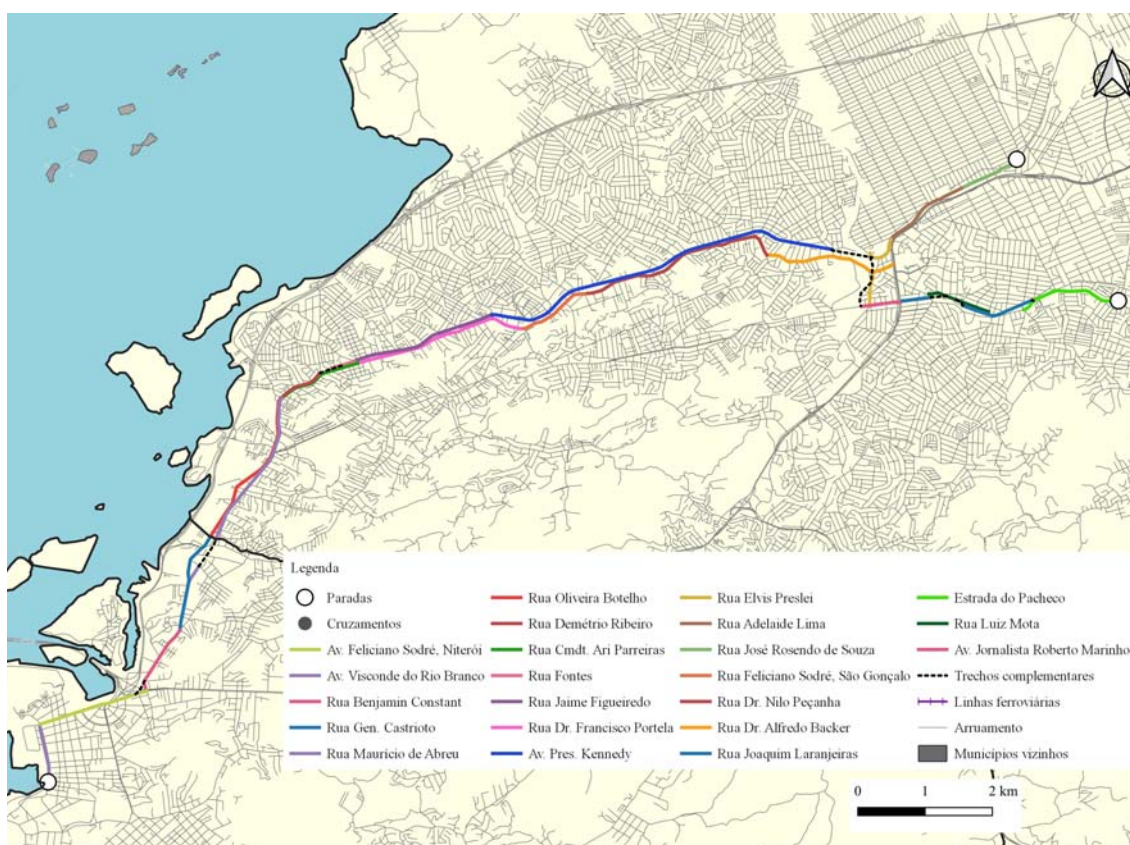 Legenda
Paradas
Cruzamentos
Av. Feliciano Sodré, Niterói
Av. Visconde do Rio Branco
Rua Benjamin Constant
Rua Gen. Castrioto
Rua Maurício de Abreu
Rua Oliveira Botelho
Rua Demétrio Ribeiro
Rua Cmdt. Ari Parreiras
Rua Fontes
Rua Jaime Figueiredo
Rua Dr. Francisco Portela
Av. Pres. Kennedy
Rua Elvis Preslei
Rua Adelaide Lima
Rua José Rosendo de Souza
Rua Feliciano Sodré, São Gonçalo
Rua Dr. Nilo Peçanha
Rua Dr. Alfredo Backer
Rua Joaquim Laranjeiras
Estrada do Pacheco
Rua Luiz Mota
Av. Jornalista Roberto Marinho
Trechos complementares
Linhas ferroviárias
Arruamento
Municípios vizinhos
0 1 2 km